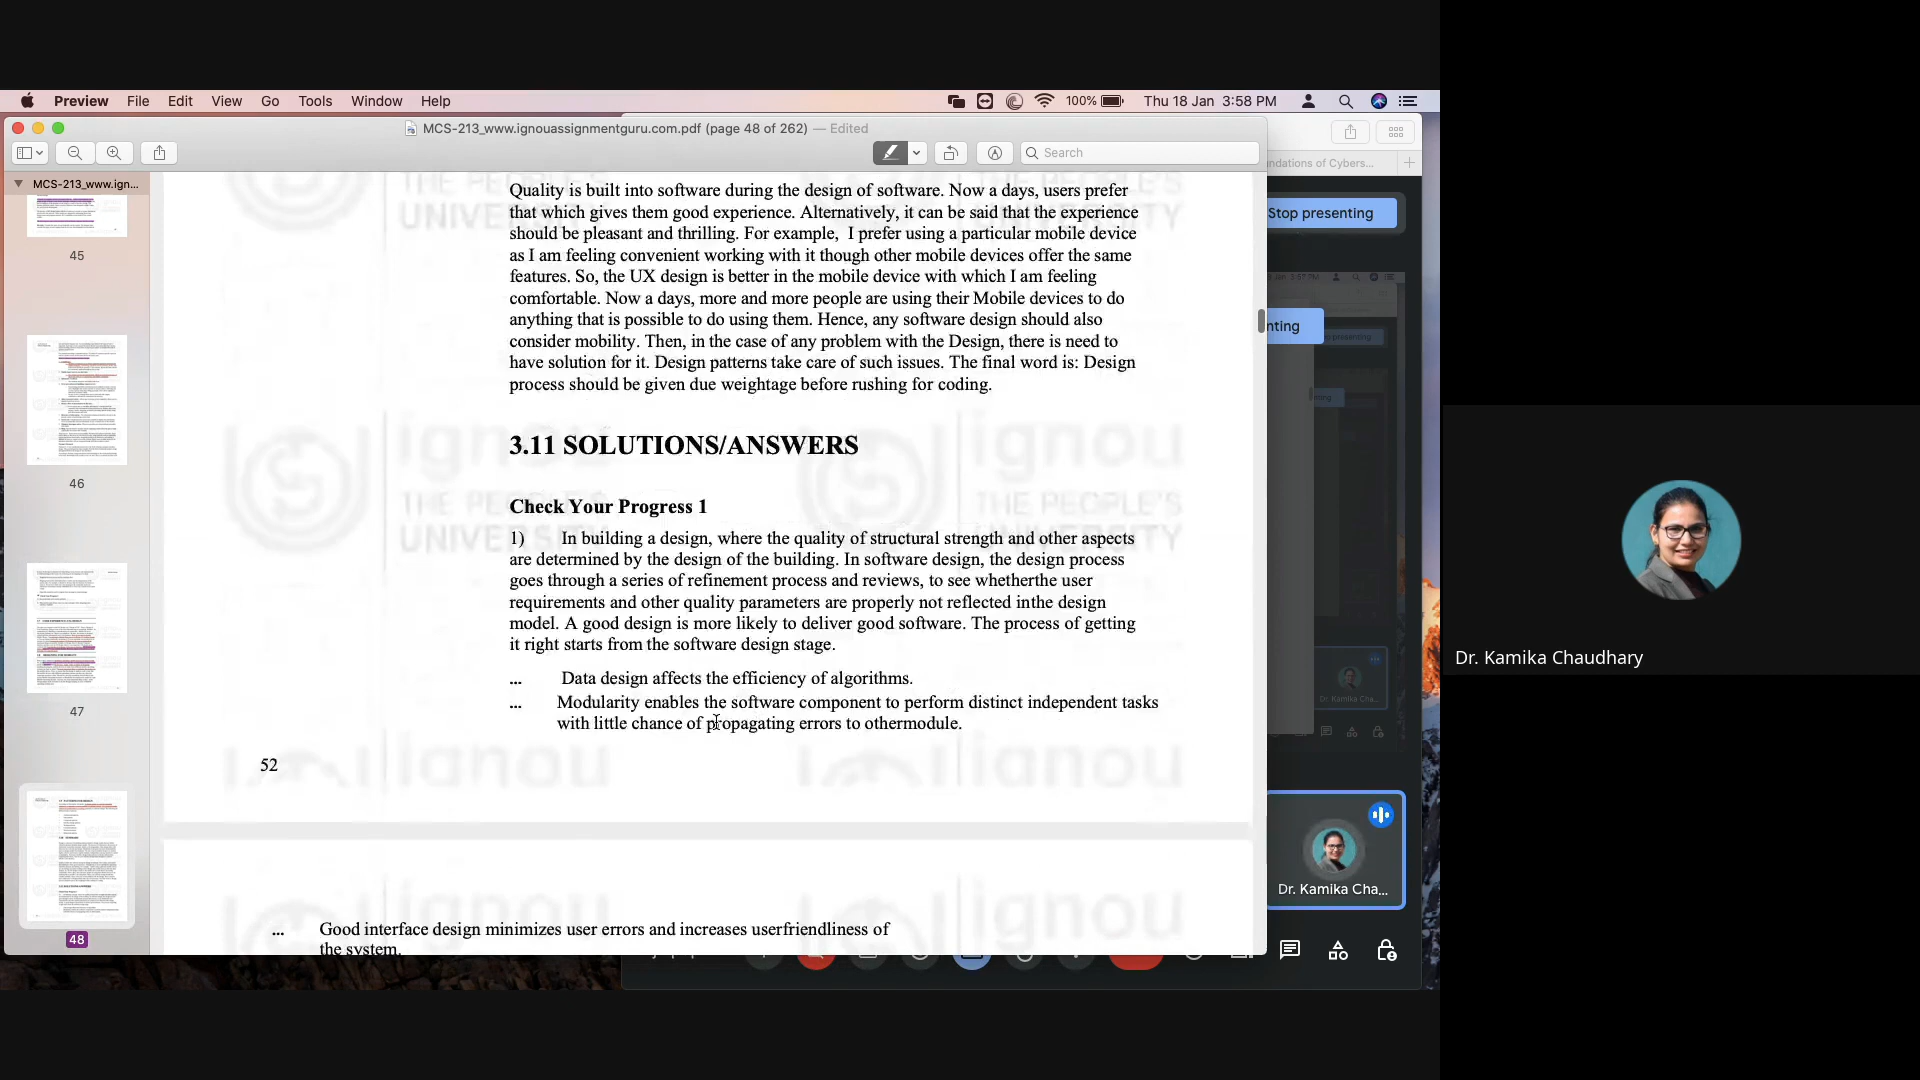 Preview File Edit View Go Tools Window Help
100% Thu 18 Jan 3:58 PM
MCS-213_www.ignouassignmentguru.com.pdf (page 48 of 262) — Edited
Search
ndations of Cybers...
MCS-213_www.ign...
45
46
47
48
Quality is built into software during the design of software. Now a days, users prefer
that which gives them good experience. Alternatively, it can be said that the experience
should be pleasant and thrilling. For example, I prefer using a particular mobile device
as I am feeling convenient working with it though other mobile devices offer the same
features. So, the UX design is better in the mobile device with which I am feeling
comfortable. Now a days, more and more people are using their Mobile devices to do
anything that is possible to do using them. Hence, any software design should also
consider mobility. Then, in the case of any problem with the Design, there is need to
have solution for it. Design patterns take care of such issues. The final word is: Design
process should be given due weightage before rushing for coding.
3.11 SOLUTIONS/ANSWERS
Check Your Progress 1
1) In building a design, where the quality of structural strength and other aspects
are determined by the design of the building. In software design, the design process
goes through a series of refinement process and reviews, to see whetherthe user
requirements and other quality parameters are properly not reflected inthe design
model. A good design is more likely to deliver good software. The process of getting
it right starts from the software design stage.
... Data design affects the efficiency of algorithms.
... Modularity enables the software component to perform distinct independent tasks
with little chance of propagating errors to othermodule.
52
... Good interface design minimizes user errors and increases userfriendliness of
the system.
ignou
THE PEOPLE'S
UNIVERSITY
Stop presenting
nting
Dr. Kamika Cha...
Dr. Kamika Cha...
Dr. Kamika Chaudhary